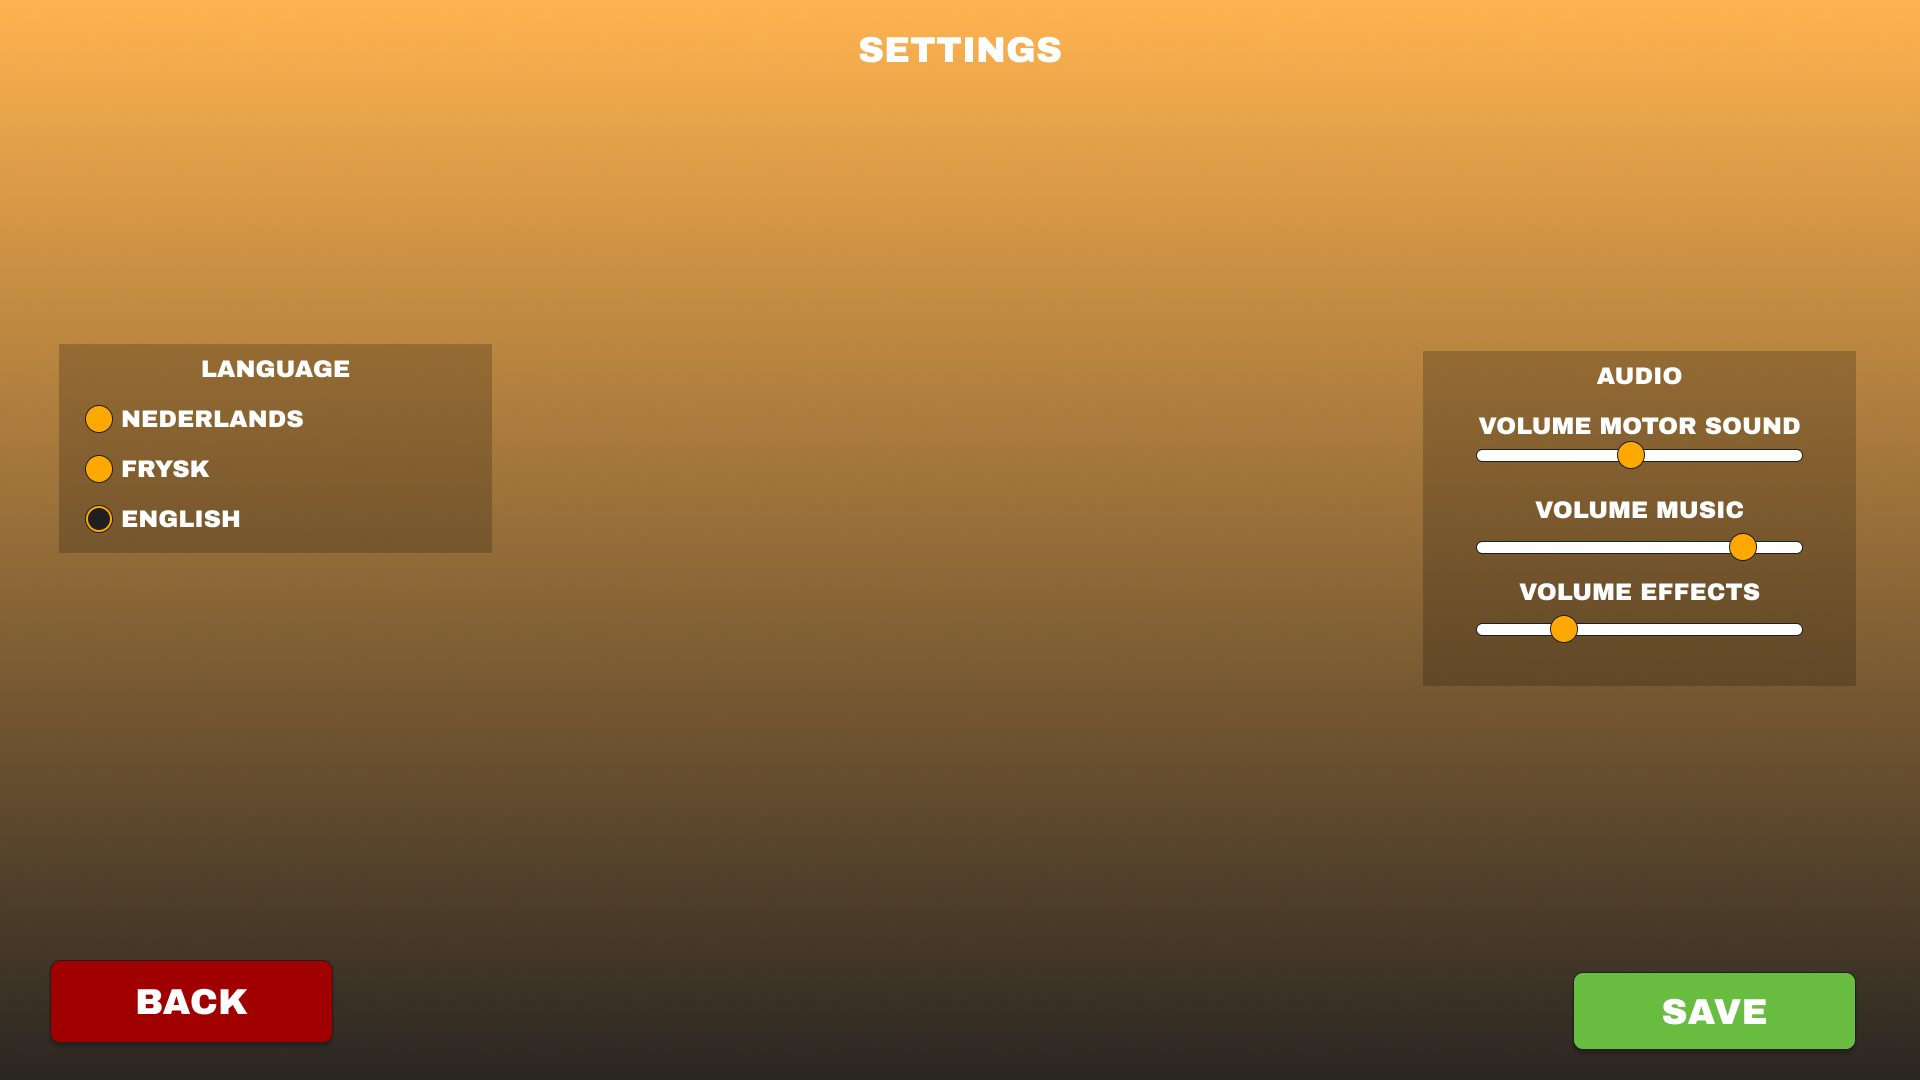 SETTINGS
LANGUAGE
NEDERLANDS
FRYSK
ENGLISH
AUDIO
VOLUME MOTOR SOUND
VOLUME MUSIC
VOLUME EFFECTS
BACK
SAVE